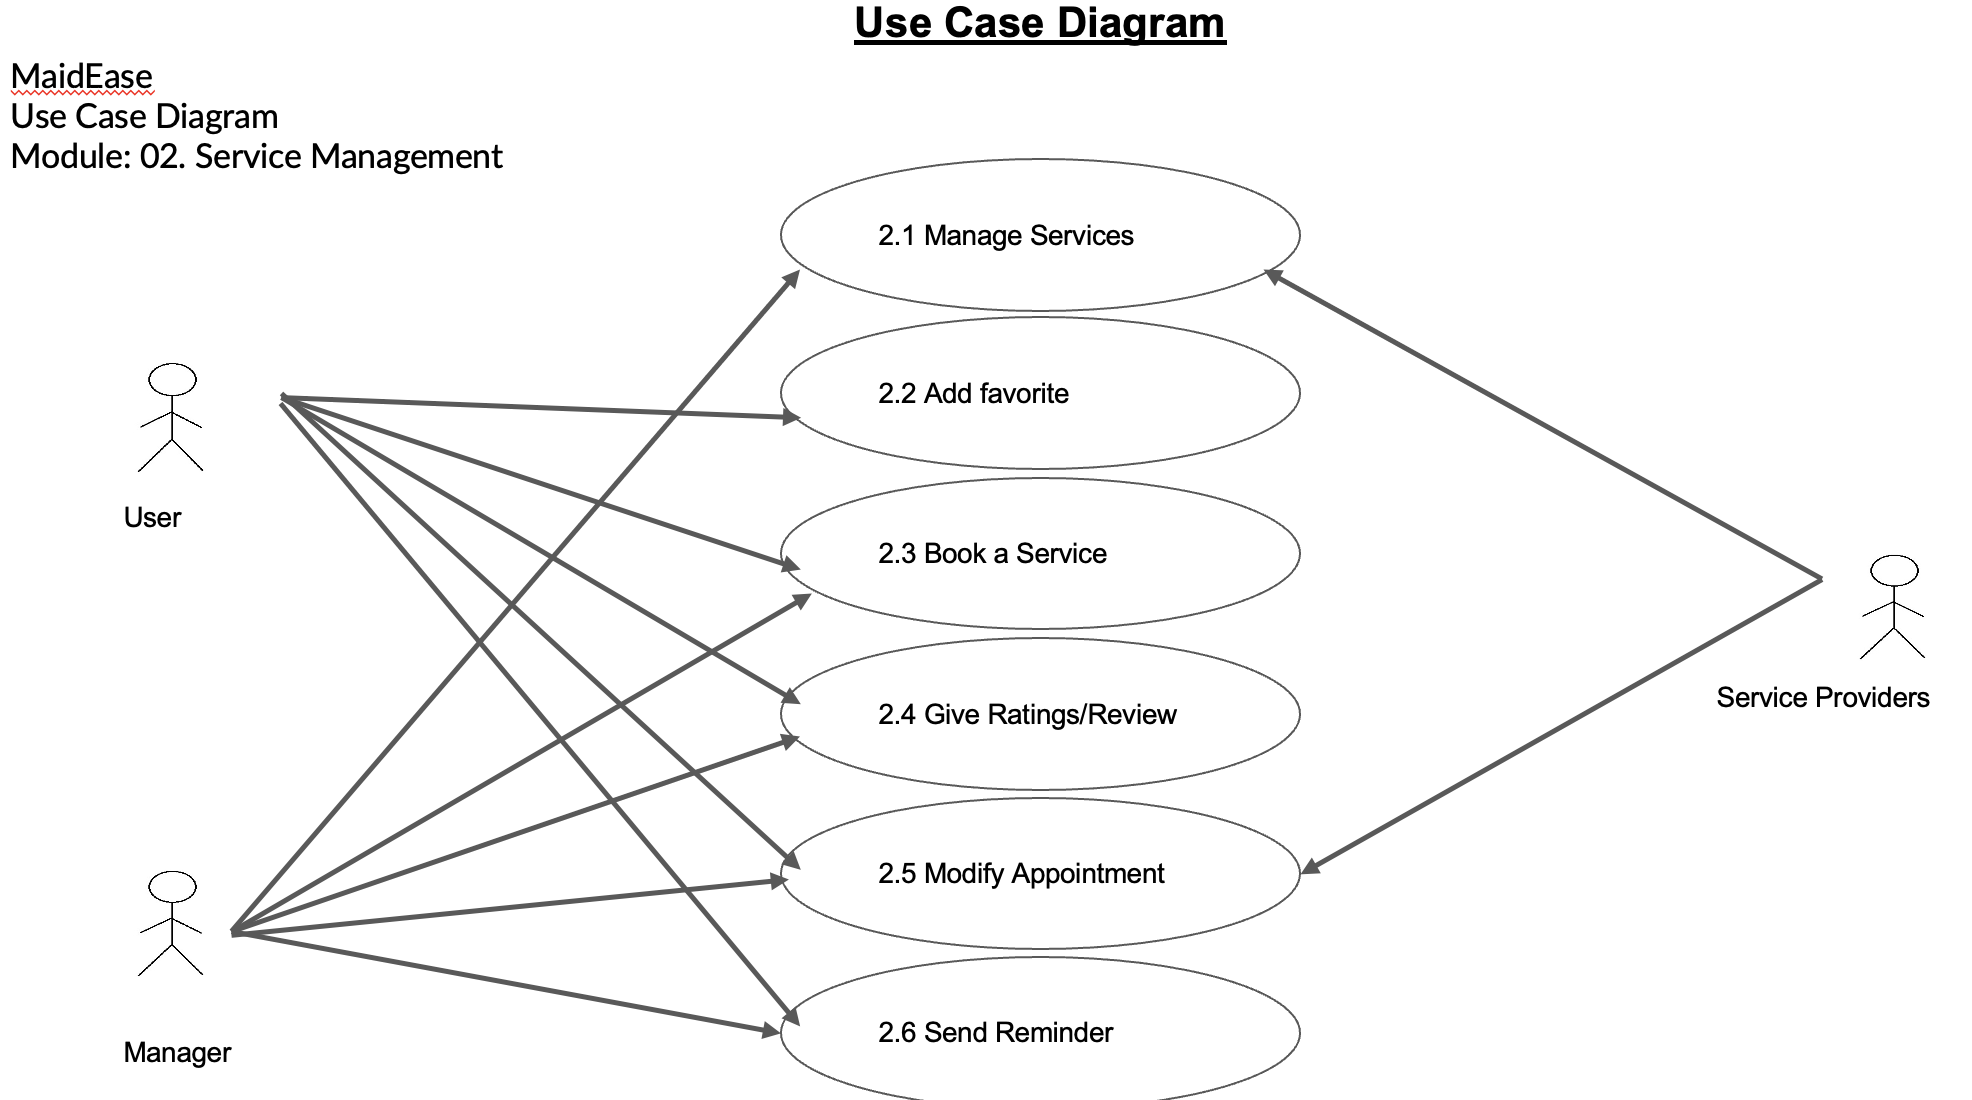 Use Case Diagram
MaidEase
Use Case Diagram
Module: 02. Service Management
2.1 Manage Services
2.2 Add favorite
User
2.3 Book a Service
Service Providers
2.4 Give Ratings/Review
2.5 Modify Appointment
2.6 Send Reminder
Manager